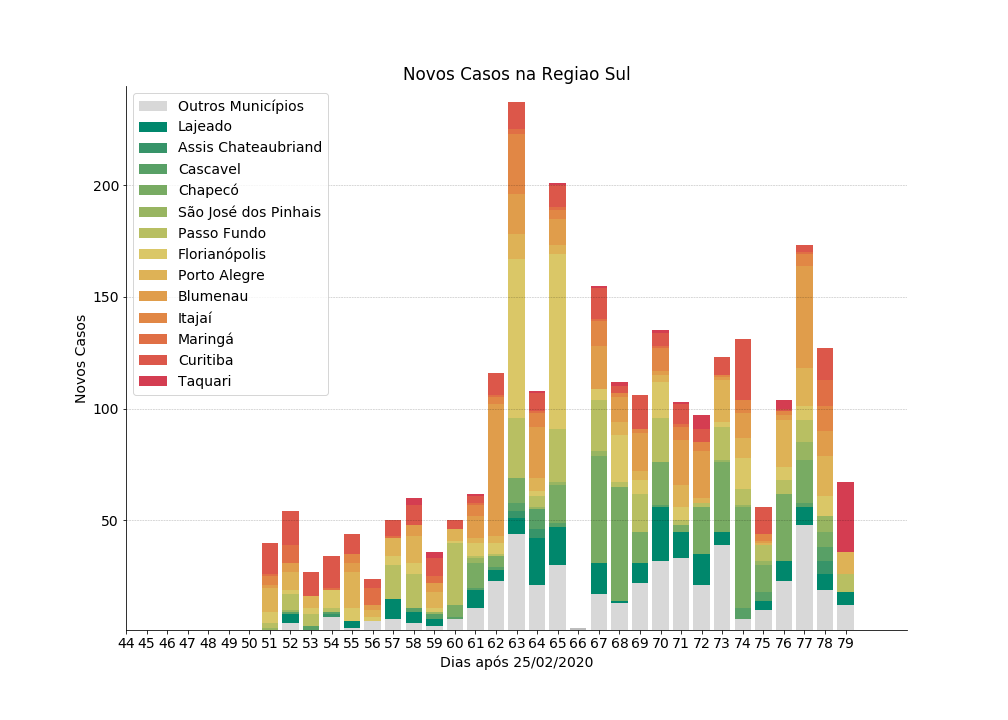 Novos Casos na Regiao Sul
Outros Municípios
Lajeado
Assis Chateaubriand
Cascavel
Chapecó
São José dos Pinhais
Passo Fundo
Florianópolis
Porto Alegre
Blumenau
Itajaí
Maringá
Curitiba
Taquari
200
150
100
50
Novos Casos
44 45 46 47 48 49 50 51 52 53 54 55 56 57 58 59 60 61 62 63 64 65 66 67 68 69 70 71 72 73 74 75 76 77 78 79
Dias após 25/02/2020